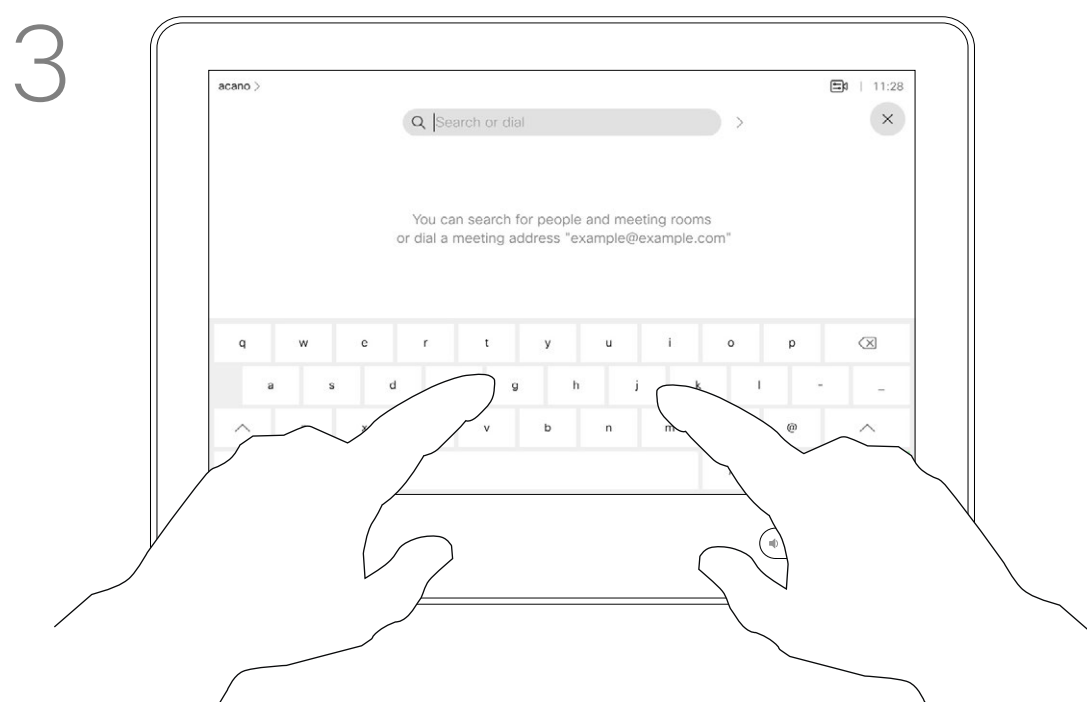 3
acano >
11:28
Search or dial >
You can search for people and meeting rooms
or dial a meeting address "example@example.com"
q w e r t y u i o p
a s d g h j k l - _
x v b n m @